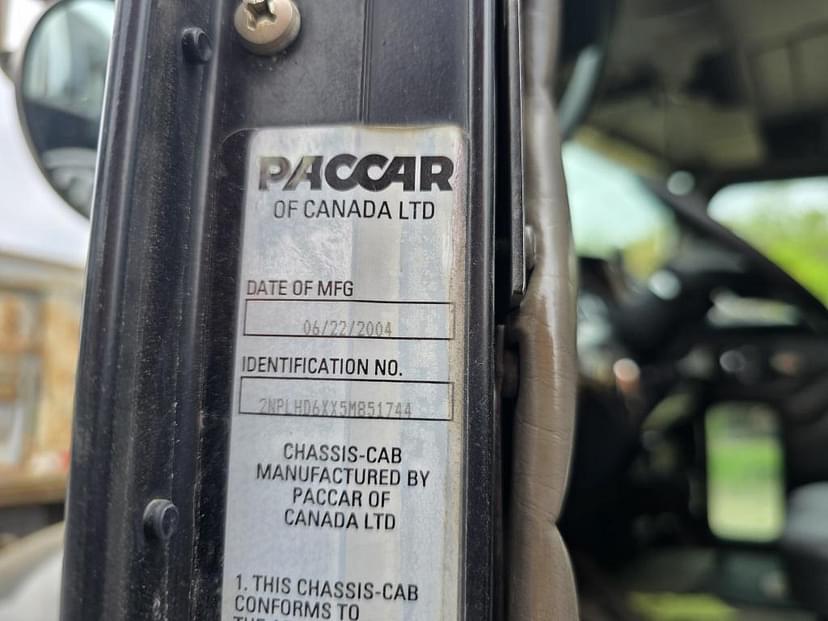 PACCAR
OF CANADA LTD
DATE OF MFG
06/22/2004
IDENTIFICATION NO.
2NPLHD6XX5M851744
CHASSIS-CAB
MANUFACTURED BY
PACCAR OF
CANADA LTD
1. THIS CHASSIS-CAB
CONFORMS TO